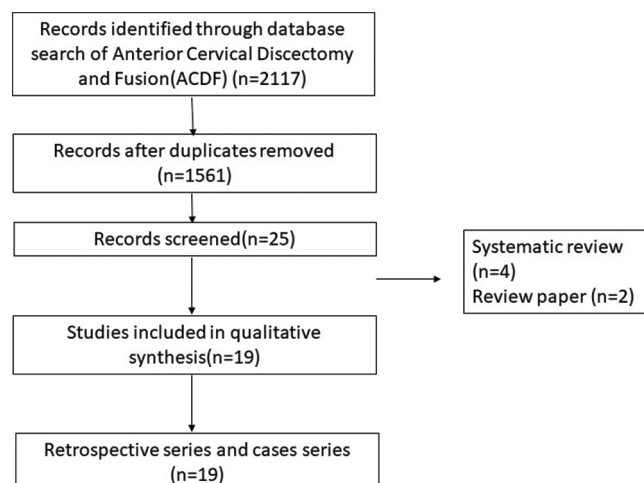 Records identified through database
search of Anterior Cervical Discectomy
and Fusion(ACDF) (n=2117)
Records after duplicates removed
(n=1561)
Records screened(n=25)
Systematic review
(n=4)
Review paper (n=2)
Studies included in qualitative
synthesis(n=19)
Retrospective series and cases series
(n=19)